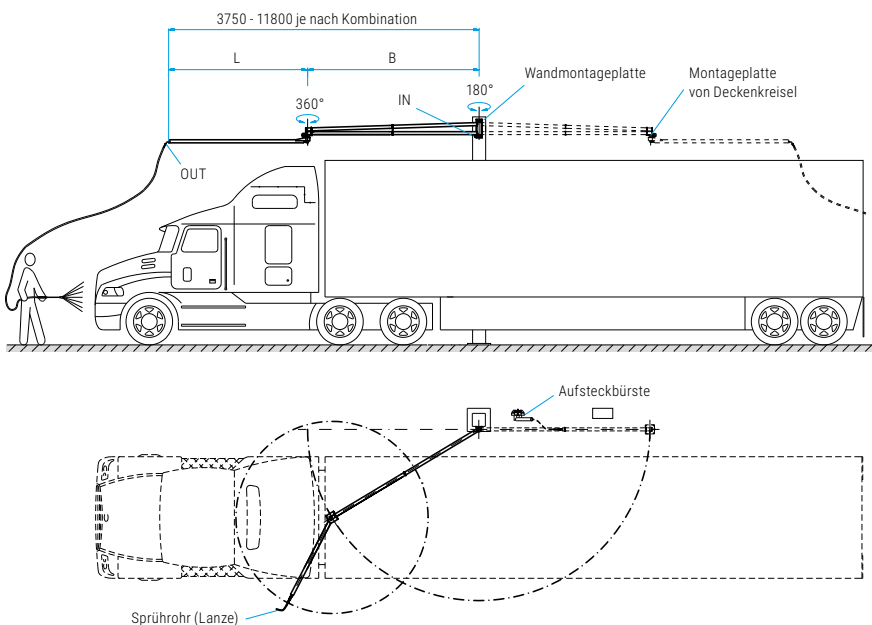 3750 - 11800 je nach Kombination
L
B
Wandmontageplatte
Montageplatte
von Deckenkreisel
360°
IN
180°
OUT
Aufsteckbürste
Sprührohr (Lanze)